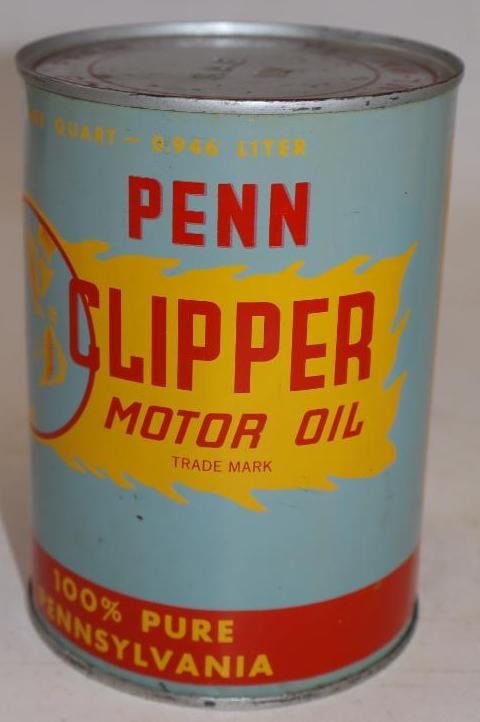 QUART - 0.946 LITER
PENN
CLIPPER
MOTOR OIL
TRADE MARK
100% PURE
PENNSYLVANIA